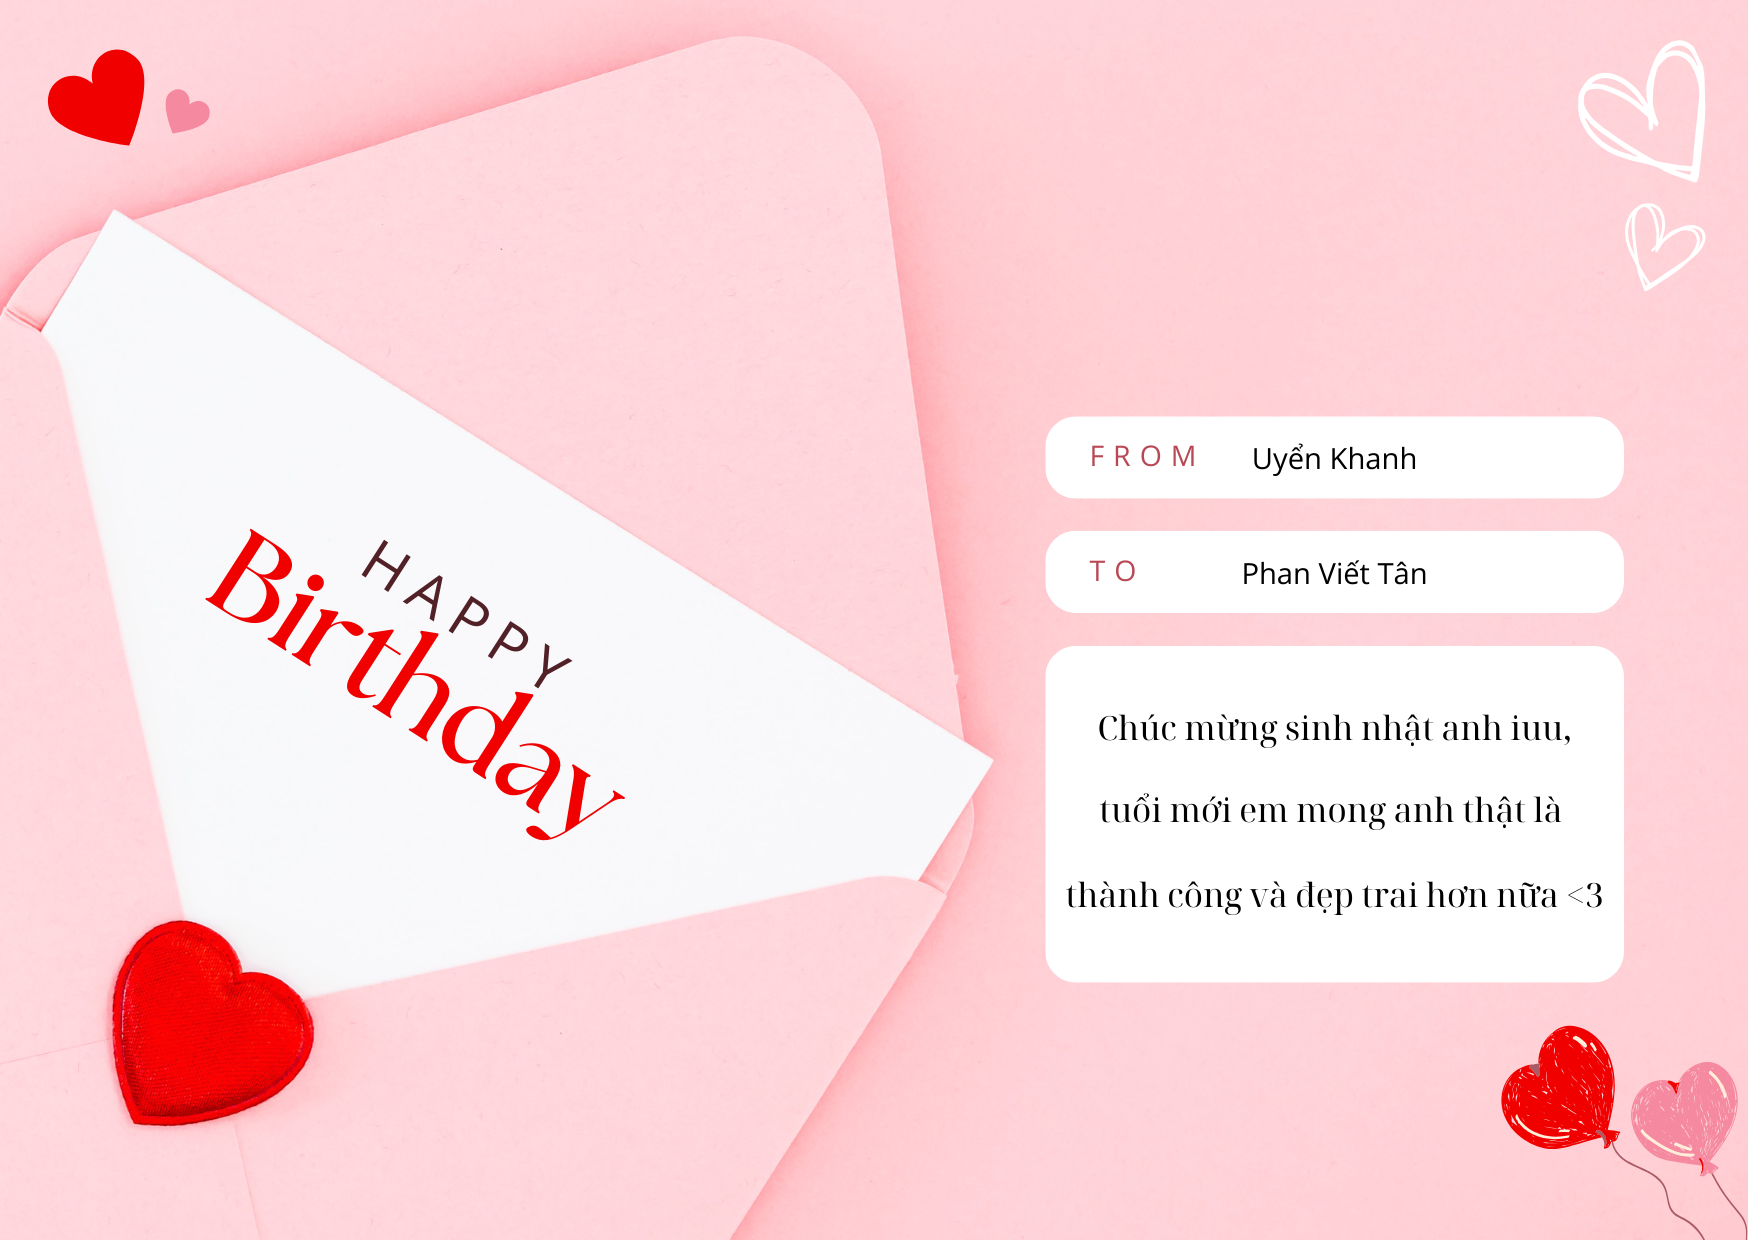 HAPPY
Birthday
FROM Uyển Khanh
TO Phan Viết Tân
Chúc mừng sinh nhật anh iuu,
tuổi mới em mong anh thật là
thành công và đẹp trai hơn nữa <3